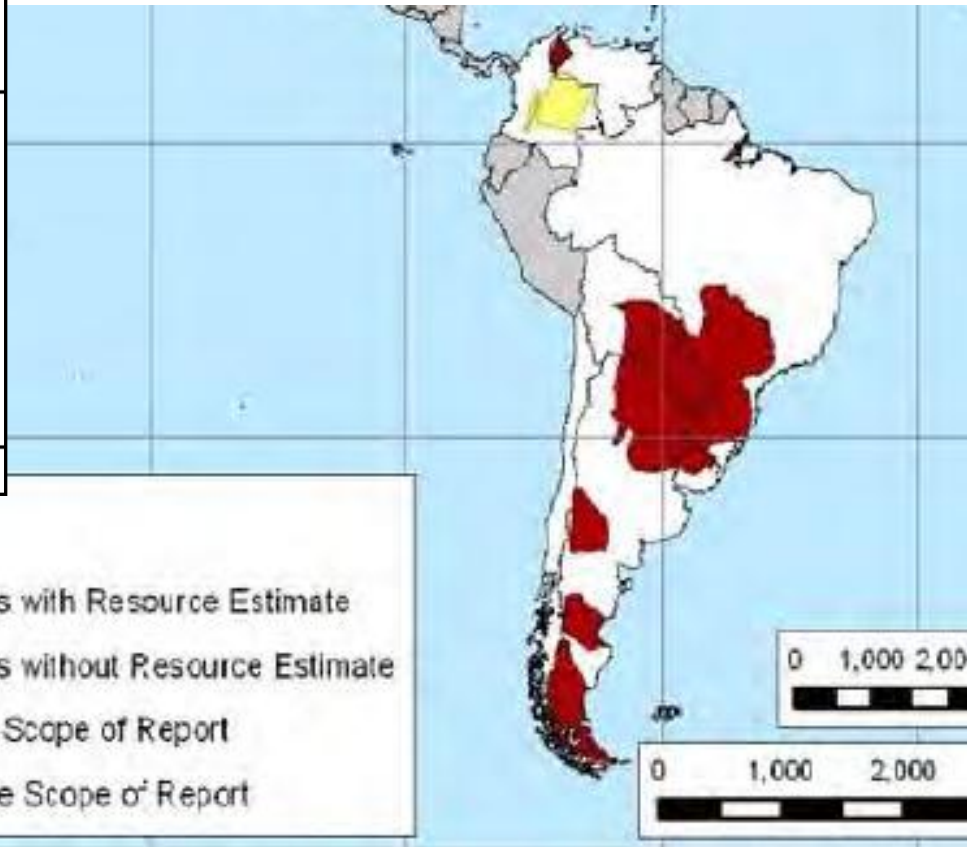 s with Resource Estimate
s without Resource Estimate
Scope of Report
e Scope of Report
0 1,000 2,00
0 1,000 2,000